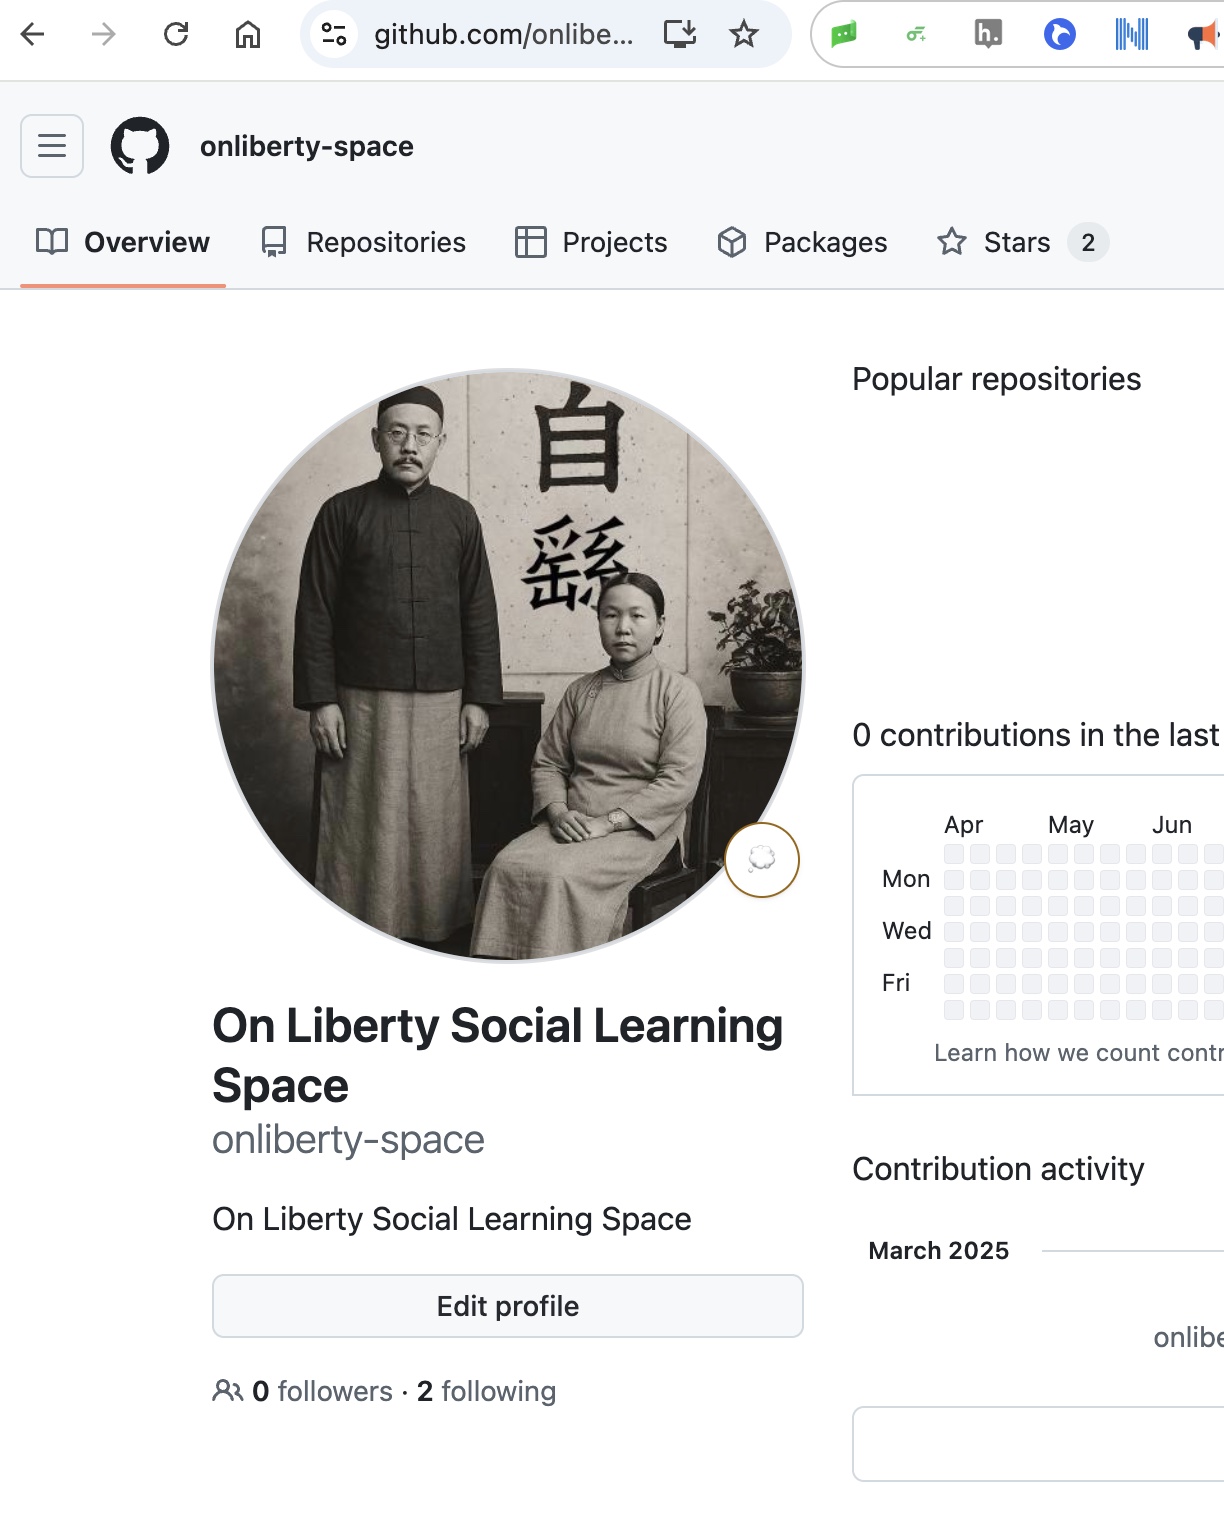 github.com/onlibe...
h.
onliberty-space
Overview
Repositories
Projects
Packages
Stars 2
自
繇
On Liberty Social Learning
Space
onliberty-space
On Liberty Social Learning Space
Edit profile
0 followers · 2 following
Popular repositories
0 contributions in the last
Apr May Jun
Mon
Wed
Fri
Learn how we count contr
Contribution activity
March 2025
onlibe